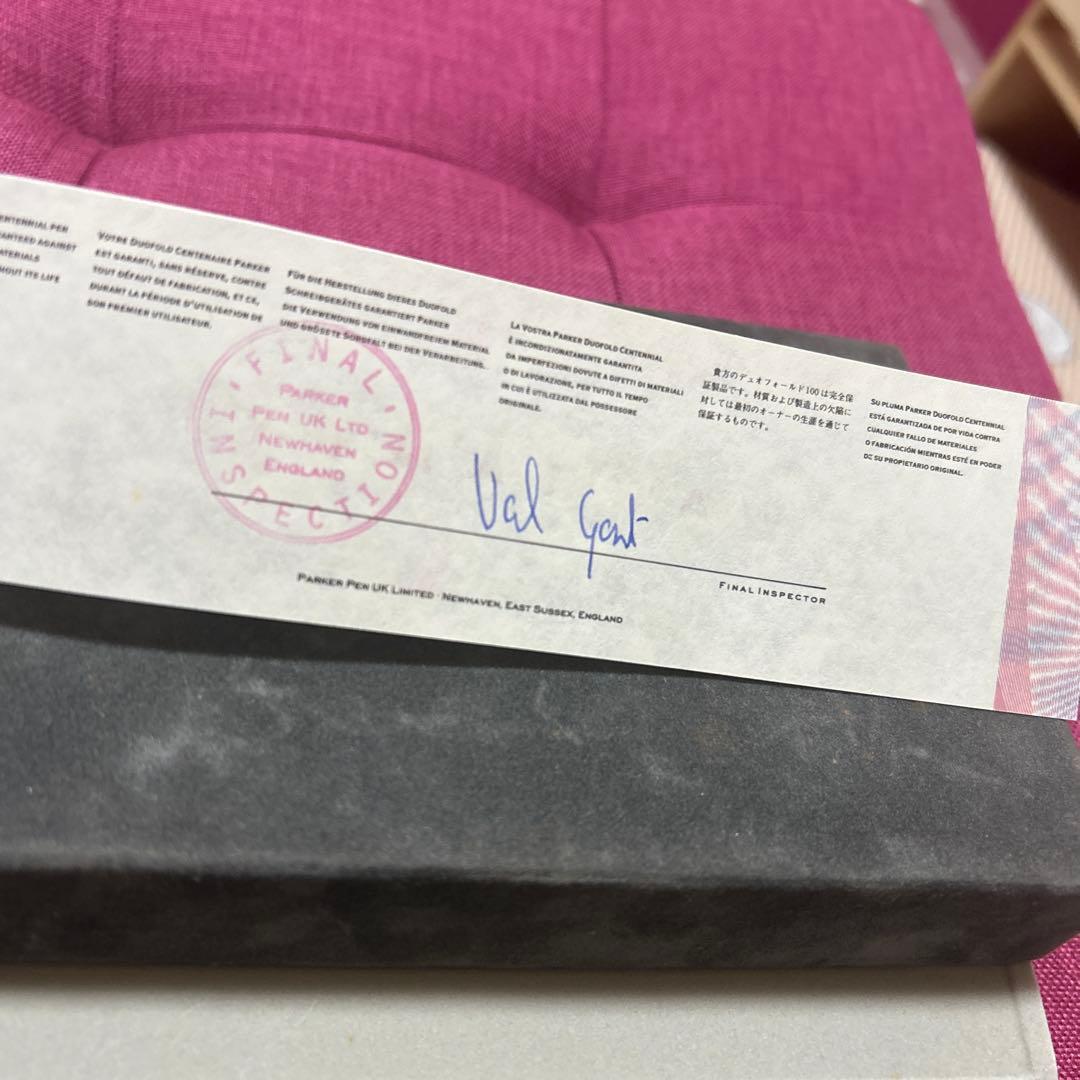 ENTENNIAL PEN
ANTEED AGAINST
ATERIALS
HOUT ITS LIFE
VOTRE DUOFOLD CENTENAIRE PARKER
EST GARANTI, SANS RÉSERVE, CONTRE
TOUT DÉFAUT DE FABRICATION, ET CE,
DURANT LA PÉRIODE D'UTILISATION DE
SON PREMIER UTILISATEUR.
FÜR DIE HERSTELLUNG DIESES DUOFOLD
SCHREIBGERÄTES GARANTIERT PARKER
DIE VERWENDUNG VON EINWANDFREIEM MATERIAL
UND GRÖSSTE SORGFALT BEI DER VERARBEITUNG.
LA VOSTRA PARKER DUOFOLD CENTENNIAL
È INCONDIZIONATAMENTE GARANTITA
DA IMPERFEZIONI DOVUTE A DIFETTI DI MATERIALI
O DI LAVORAZIONE, PER TUTTO IL TEMPO
IN CUI È UTILIZZATA DAL POSSESSORE
ORIGINALE.
貴方のデュオフォールド100は完全保
証製品です。材質および製造上の欠陥に
対しては最初のオーナーの生涯を通じて
保証するものです。
SU PLUMA PARKER DUOFOLD CENTENNIAL
ESTÁ GARANTIZADA DE POR VIDA CONTRA
CUALQUIER FALLO DE MATERIALES
O FABRICACIÓN MIENTRAS ESTÉ EN PODER
DE SU PROPIETARIO ORIGINAL.
FINAL INSPECTION
PARKER
PEN UK LTD
NEWHAVEN
ENGLAND
Val Gant
FINAL INSPECTOR
PARKER PEN UK LIMITED · NEWHAVEN, EAST SUSSEX, ENGLAND